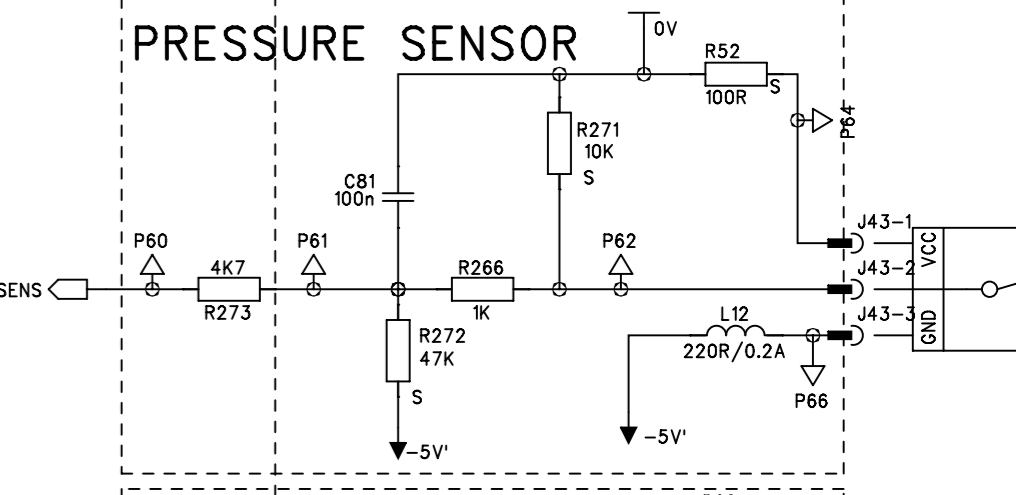 PRESSURE SENSOR
0V
R52
100R
S
P64
R271
10K
S
C81
100n
J43-1
VCC
P60
P61
P62
4K7
R273
R266
1K
J43-2
SENS
J43-3
GND
L12
220R/0.2A
R272
47K
S
P66
-5V'
-5V'